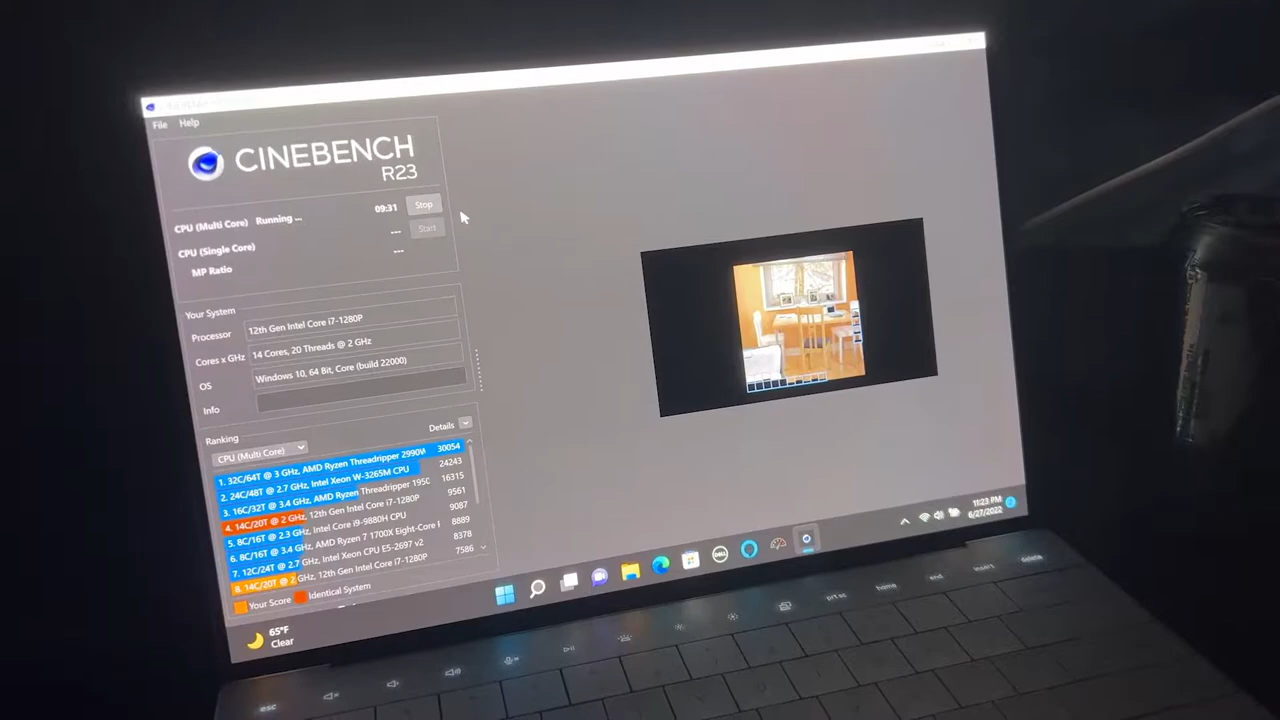 File Help
CINEBENCH
R23
CPU (Multi Core) Running ... 09:31 Stop
CPU (Single Core) --- Start
MP Ratio ---
Your System
Processor 12th Gen Intel Core i7-1280P
Cores x GHz 14 Cores, 20 Threads @ 2 GHz
OS Windows 10, 64 Bit, Core (build 22000)
Info
Ranking Details
CPU (Multi Core)
1. 32C/64T @ 3 GHz, AMD Ryzen Threadripper 2990W 30054
2. 24C/48T @ 2.7 GHz, Intel Xeon W-3265M CPU 24243
3. 16C/32T @ 3.4 GHz, AMD Ryzen Threadripper 195 16315
4. 14C/20T @ 2 GHz, 12th Gen Intel Core i7-1280P 9561
5. 8C/16T @ 2.3 GHz, Intel Core i9-9880H CPU 9087
6. 8C/16T @ 3.4 GHz, AMD Ryzen 7 1700X Eight-Core 8889
7. 12C/24T @ 2.7 GHz, Intel Xeon CPU E5-2697 v2 8378
8. 14C/20T @ 2 GHz, 12th Gen Intel Core i7-1280P 7586
Your Score Identical System
65°F
Clear
DELL
11:23 PM
6/27/2022
esc prt sc home end insert delete